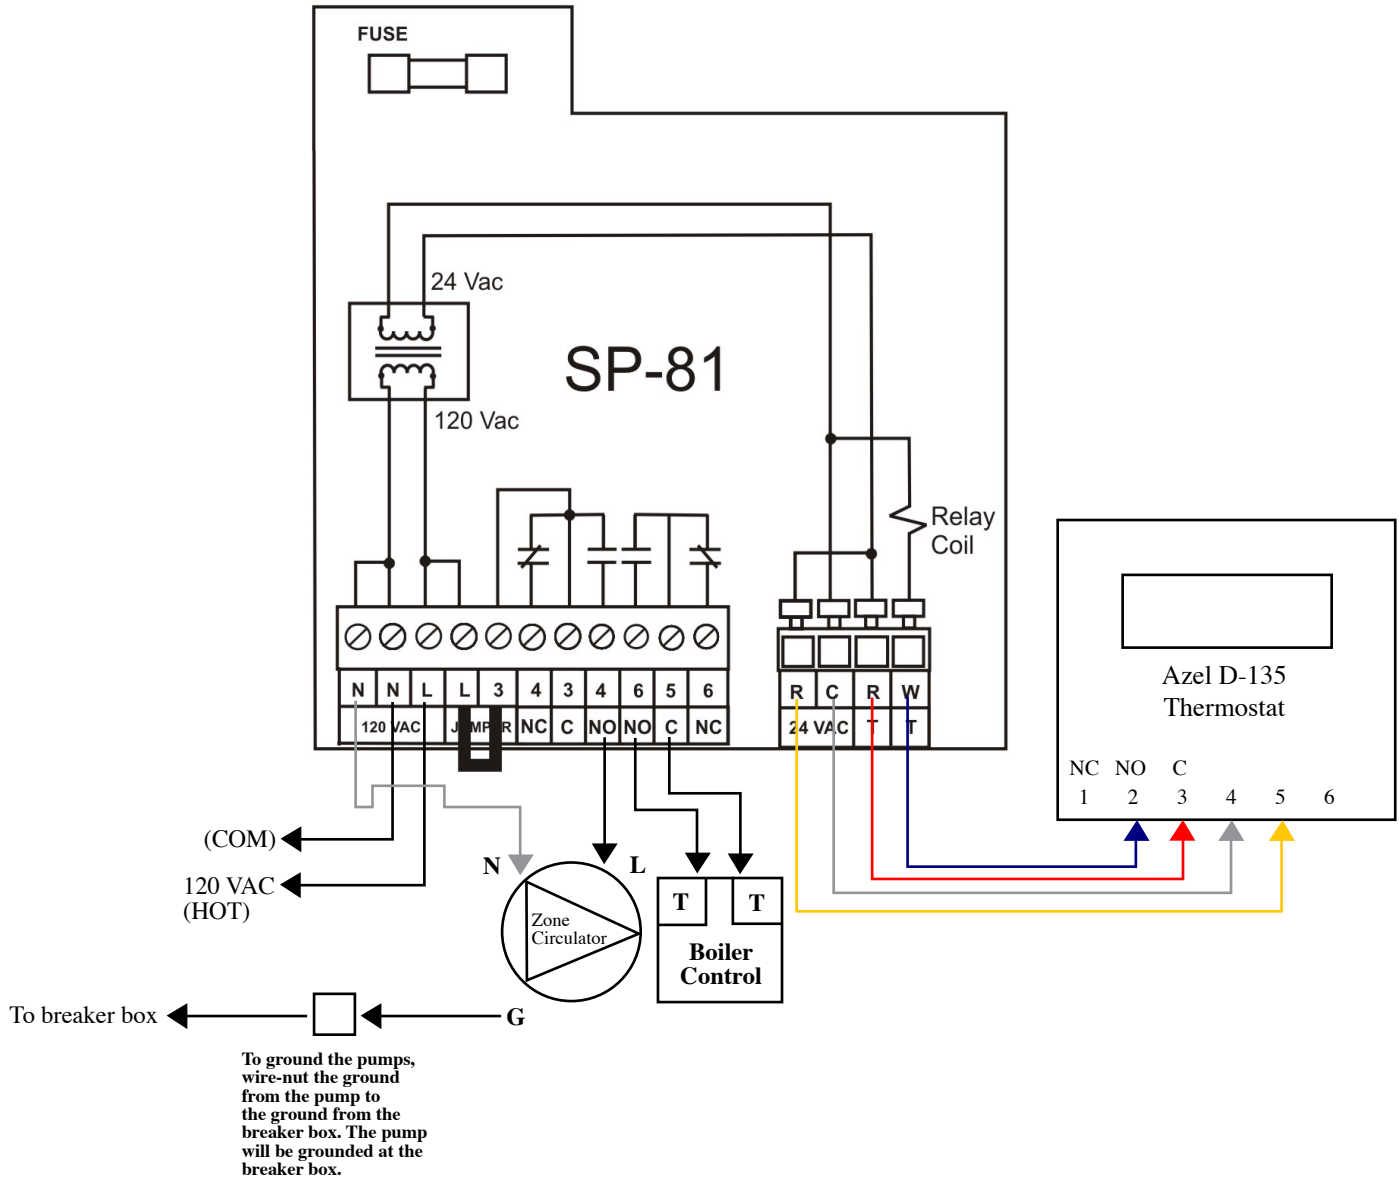 FUSE
24 Vac
SP-81
120 Vac
Relay
Coil
N N L L 3 4 3 4 6 5 6
120 VAC JUMPER NC C NO NO C NC
R C R W
24 VAC T T
Azel D-135
Thermostat
NC NO C
1 2 3 4 5 6
(COM)
120 VAC
(HOT)
N
L
Zone
Circulator
T T
Boiler
Control
To breaker box
G
To ground the pumps,
wire-nut the ground
from the pump to
the ground from the
breaker box. The pump
will be grounded at the
breaker box.